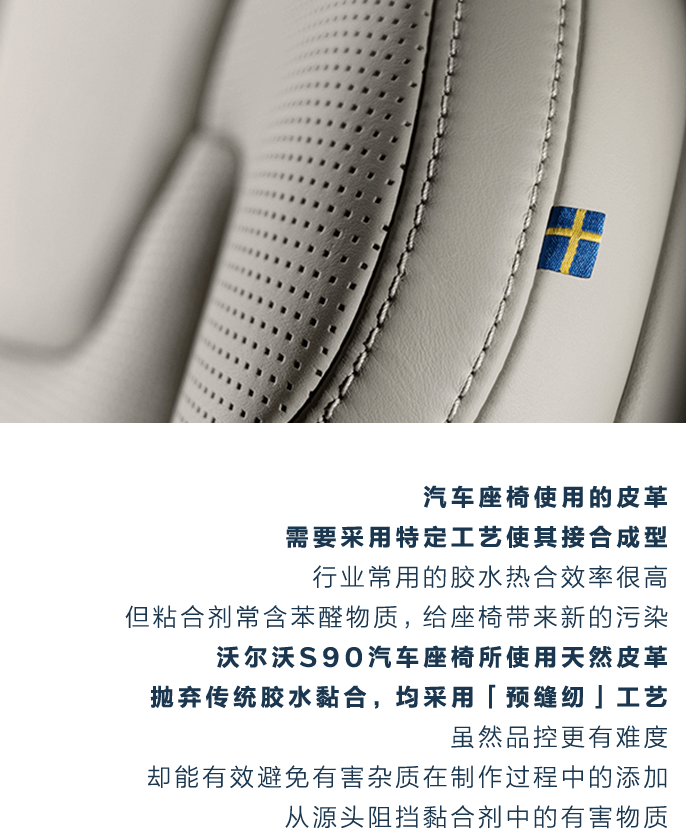 汽车座椅使用的皮革
需要采用特定工艺使其接合成型
行业常用的胶水热合效率很高
但粘合剂常含苯醛物质，给座椅带来新的污染
沃尔沃S90汽车座椅所使用天然皮革
抛弃传统胶水黏合，均采用「预缝纫」工艺
虽然品控更有难度
却能有效避免有害杂质在制作过程中的添加
从源头阻挡黏合剂中的有害物质